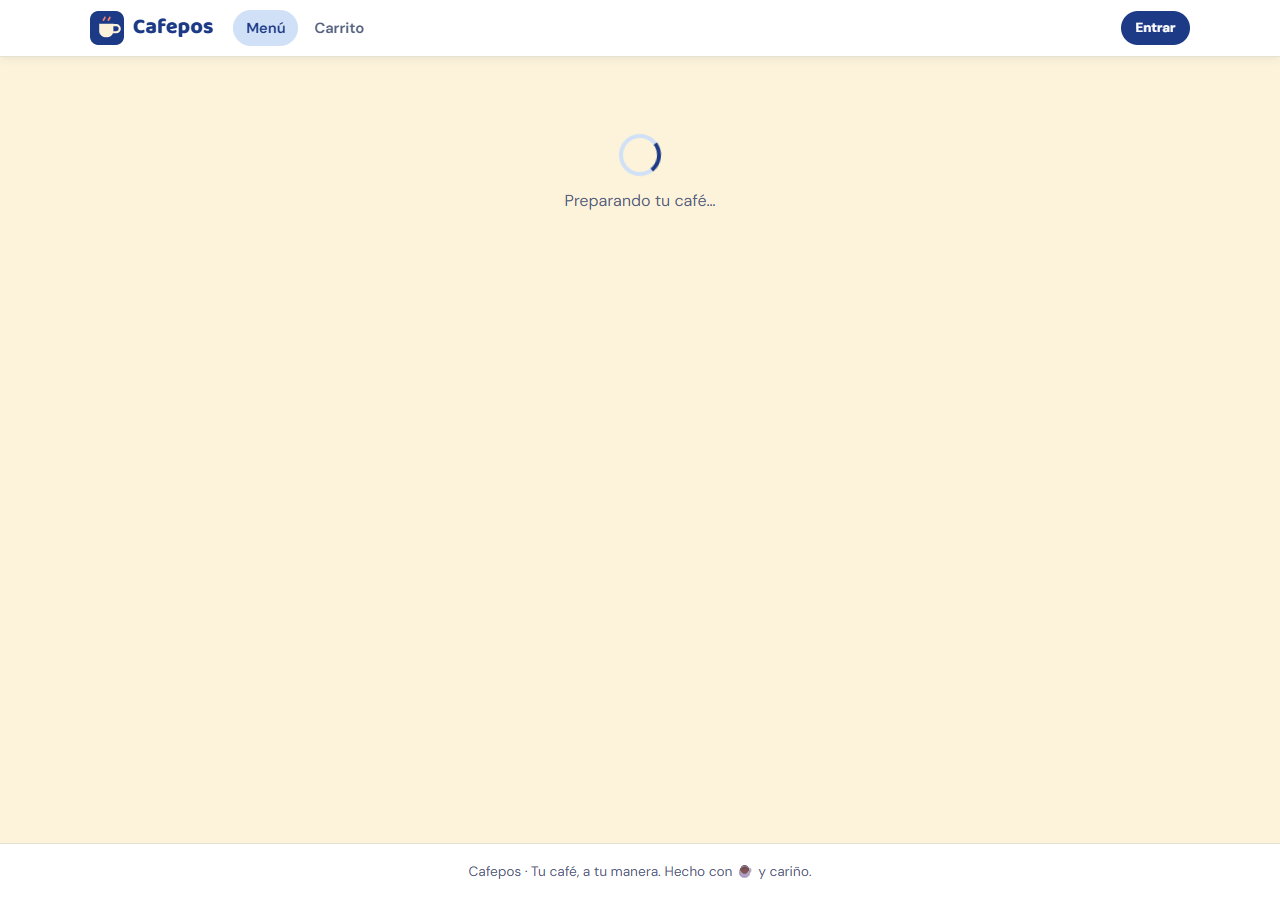 Cafepos
Menú
Carrito
Entrar
Preparando tu café…
Cafepos · Tu café, a tu manera. Hecho con y cariño.